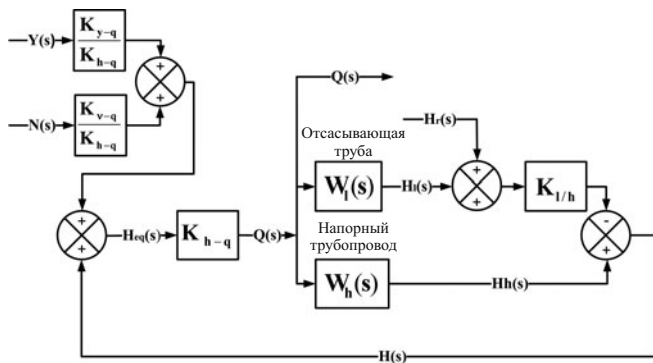 K y-q
K h-q
Y(s)
+
+
Q(s)
K ν-q
K h-q
N(s)
Hr(s)
Отсасывающая
труба
W l (s)
Hl(s)
+
+
K l/h
+
+
Heq(s)
K h-q
Q(s)
Напорный
трубопровод
-
+
W h (s)
Hh(s)
H(s)